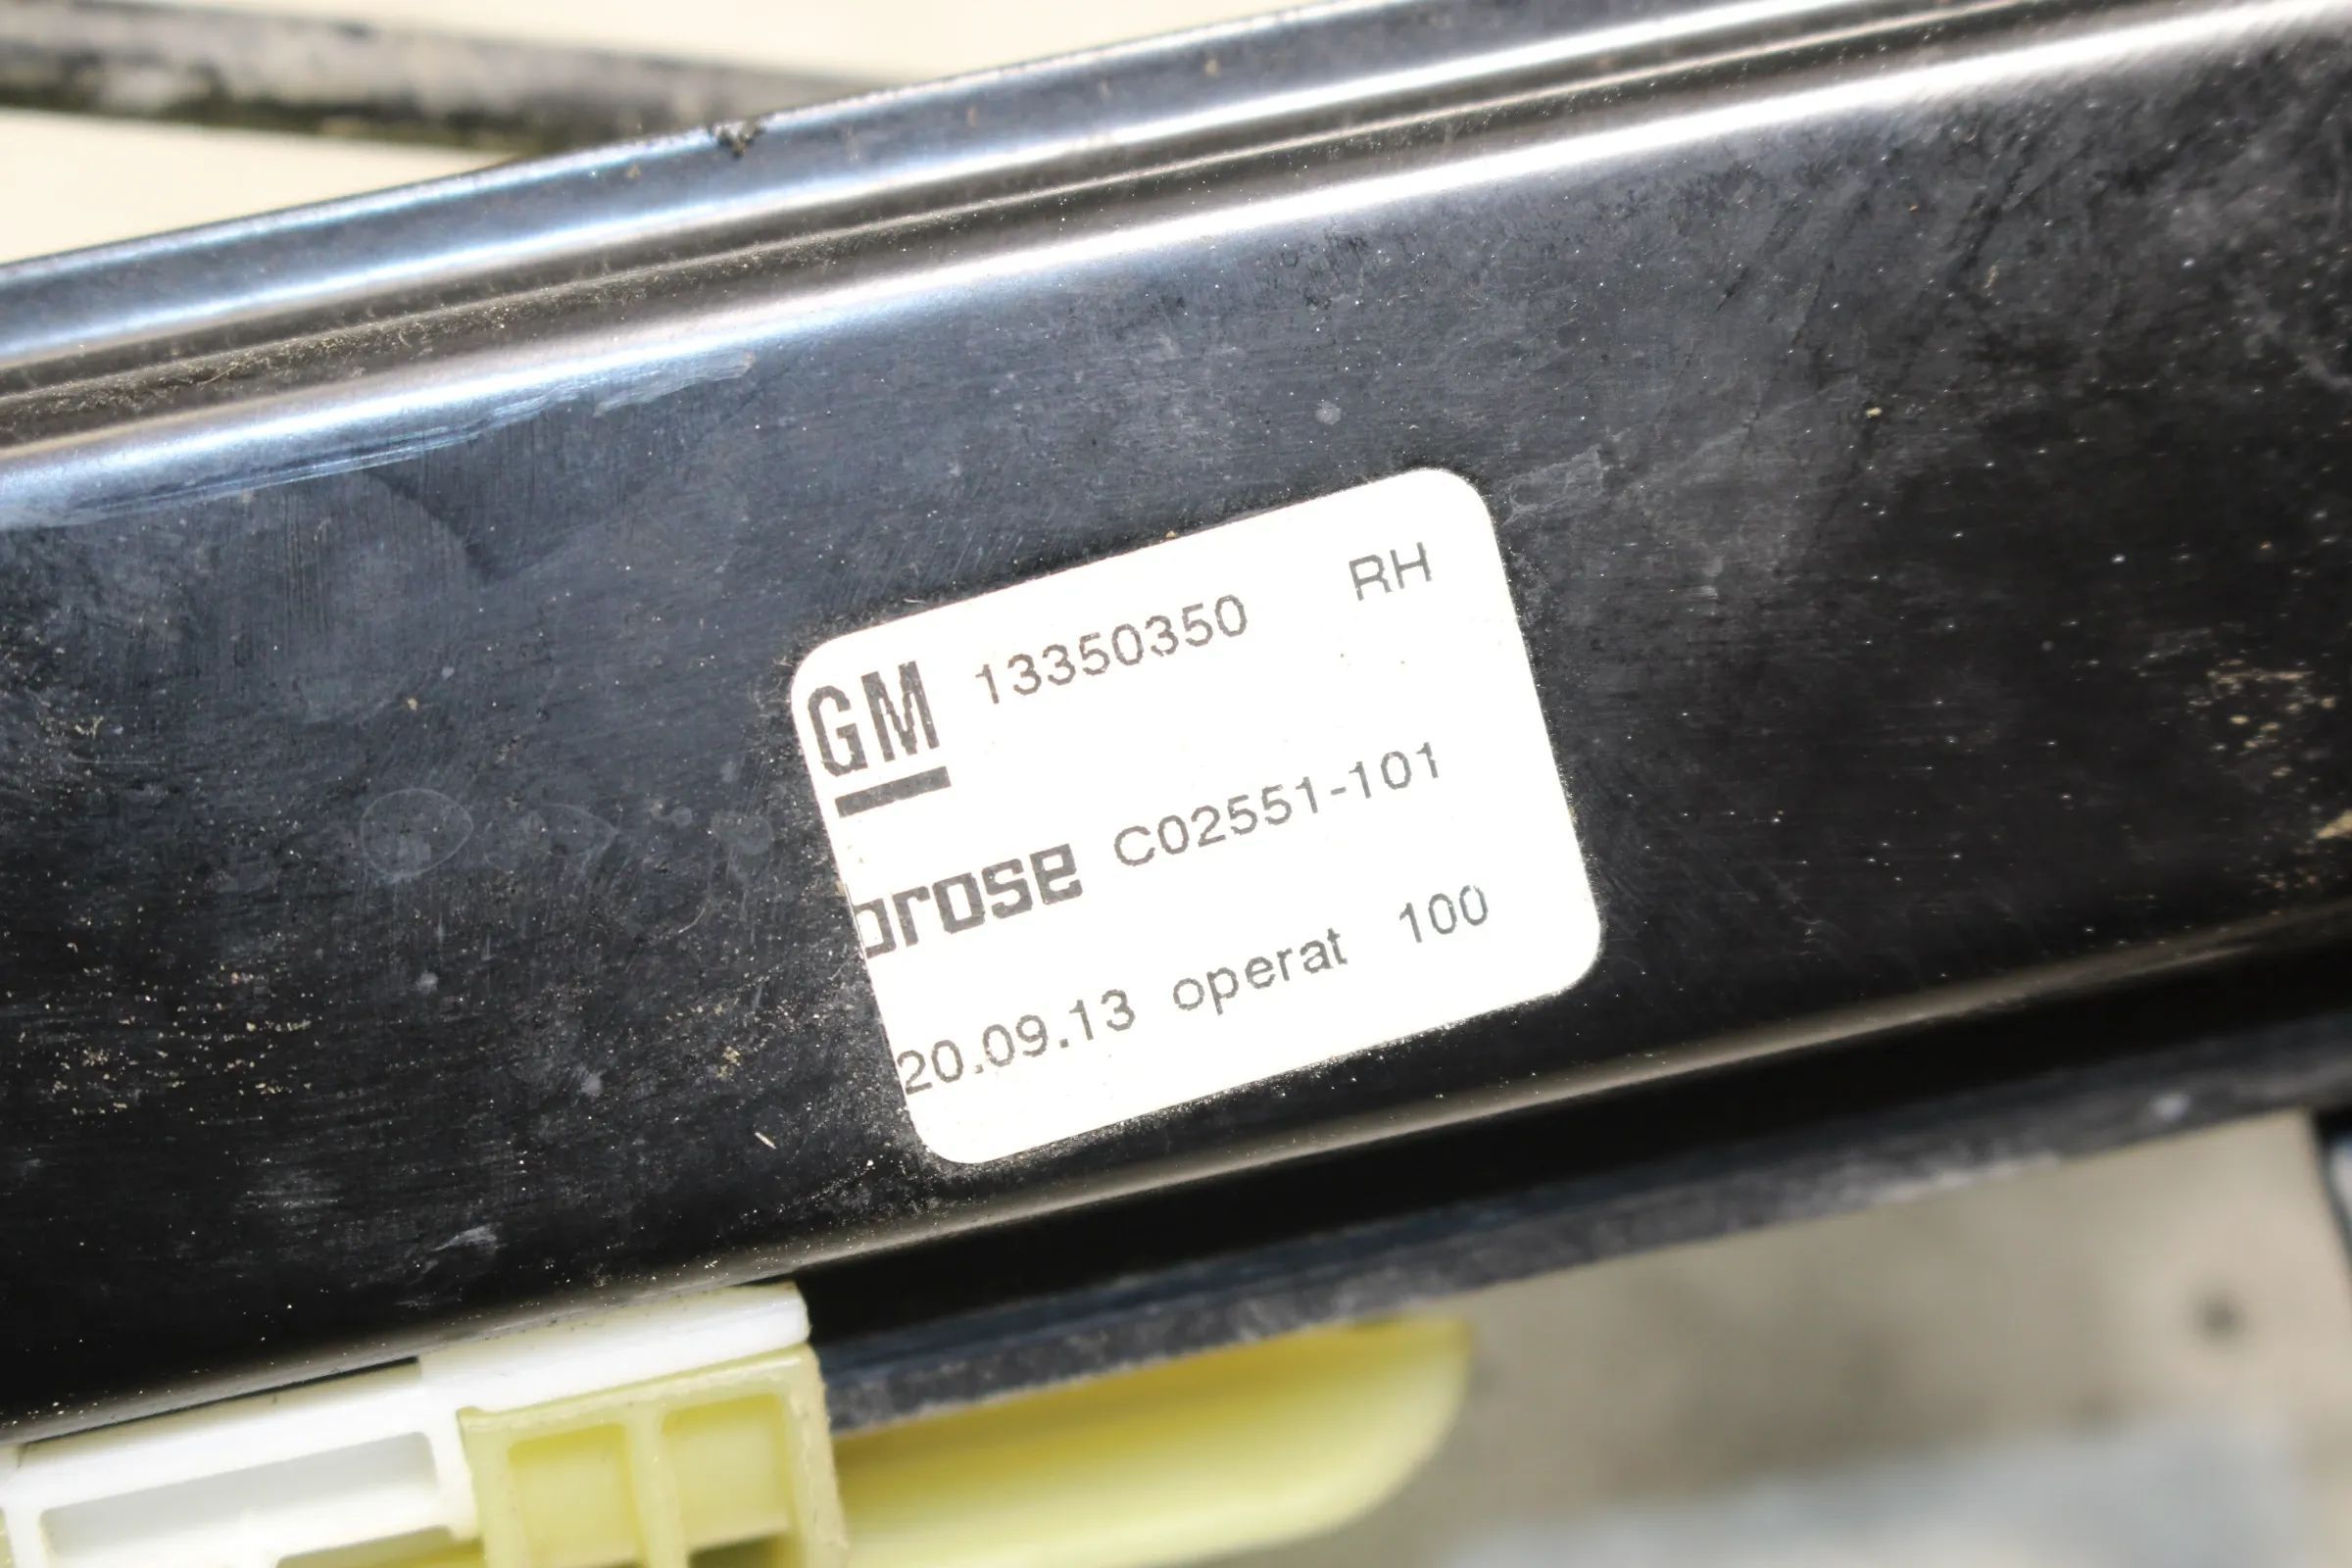 GM 13350350 RH
brose C02551-101
20.09.13 operat 100